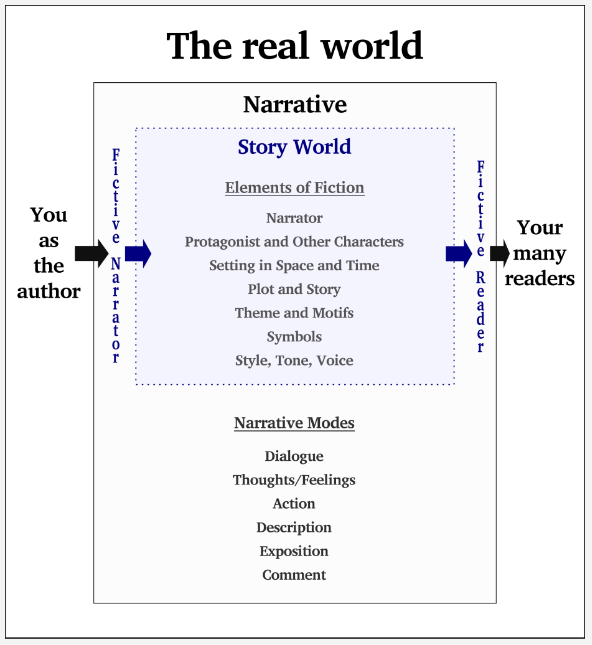 The real world
Narrative
Story World
Elements of Fiction
Narrator
Protagonist and Other Characters
Setting in Space and Time
Plot and Story
Theme and Motifs
Symbols
Style, Tone, Voice
You
as
the
author
Fictive Narrator
Fictive Reader
Your
many
readers
Narrative Modes
Dialogue
Thoughts/Feelings
Action
Description
Exposition
Comment